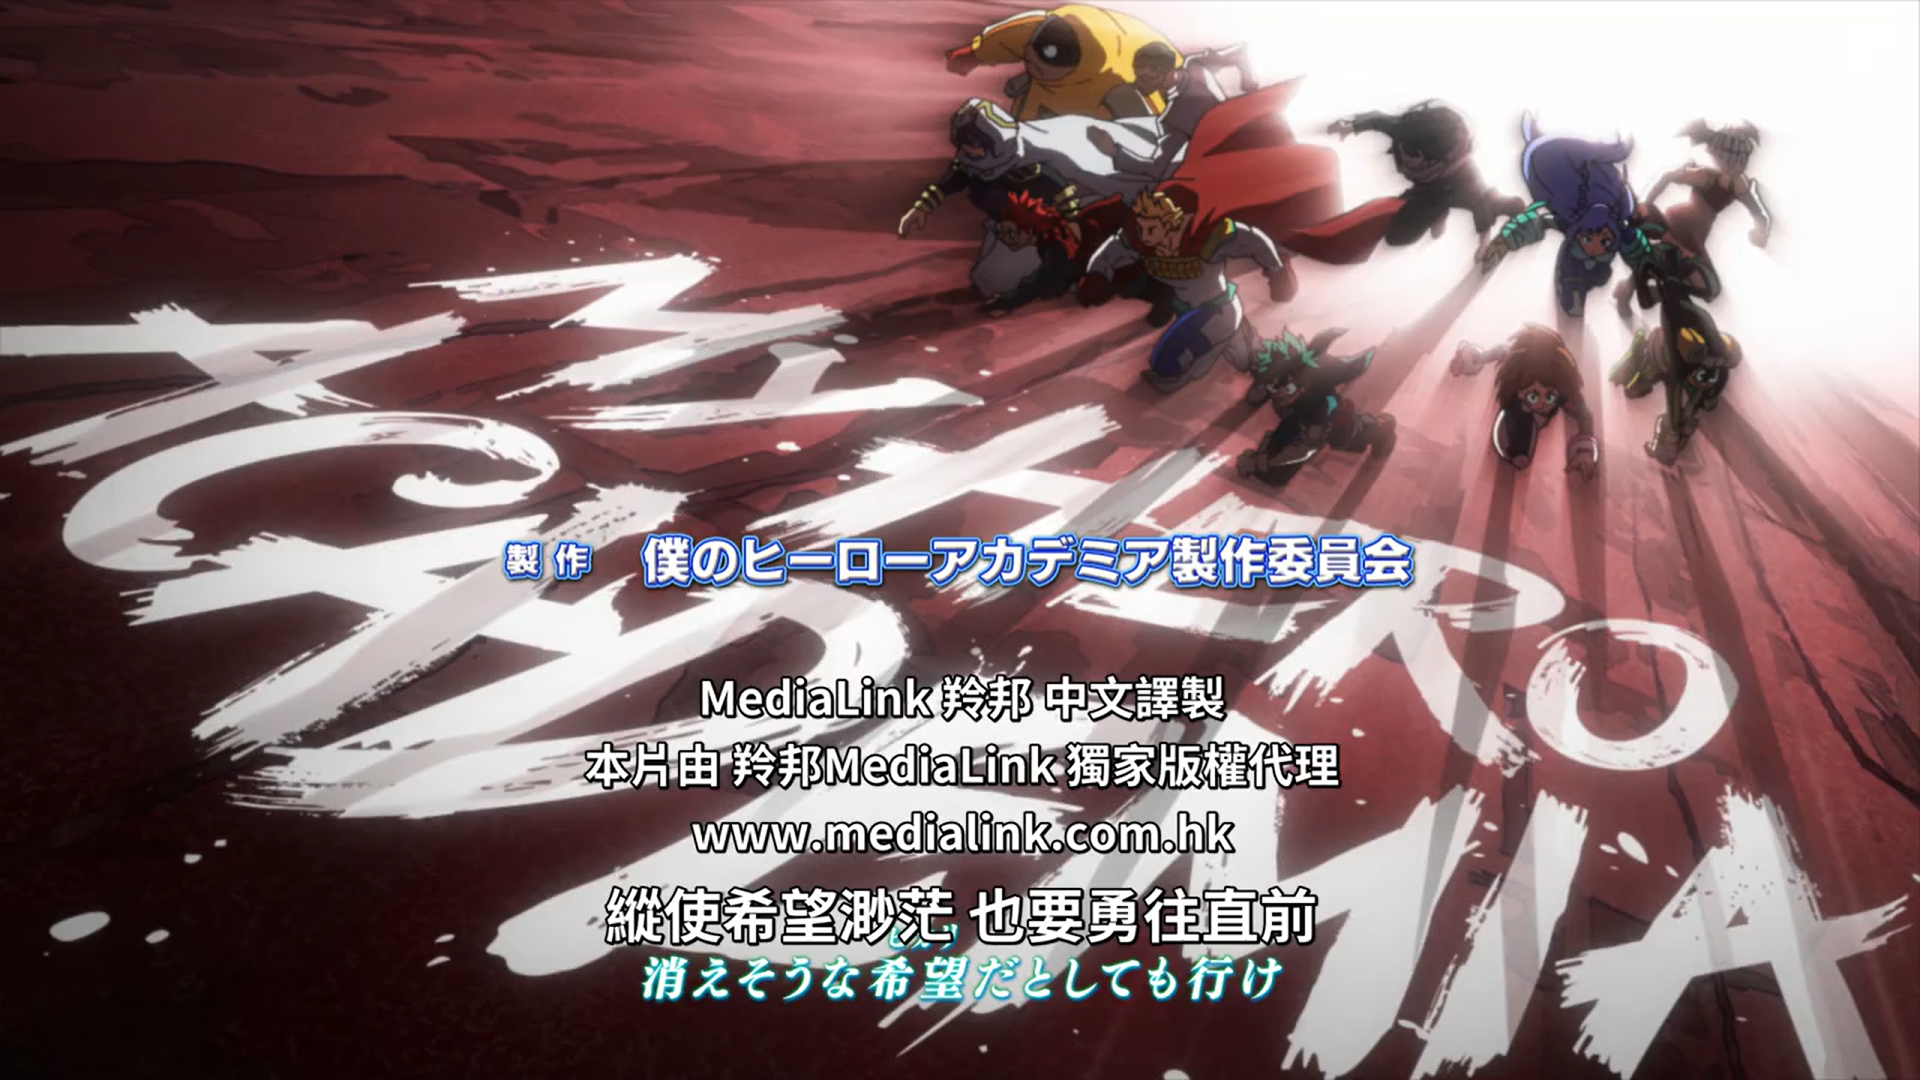 MY HERO
ACADEMIA
製作 僕のヒーローアカデミア製作委員会
MediaLink 羚邦 中文譯製
本片由 羚邦MediaLink 獨家版權代理
www.medialink.com.hk
縱使希望渺茫 也要勇往直前
消えそうな希望だとしても行け